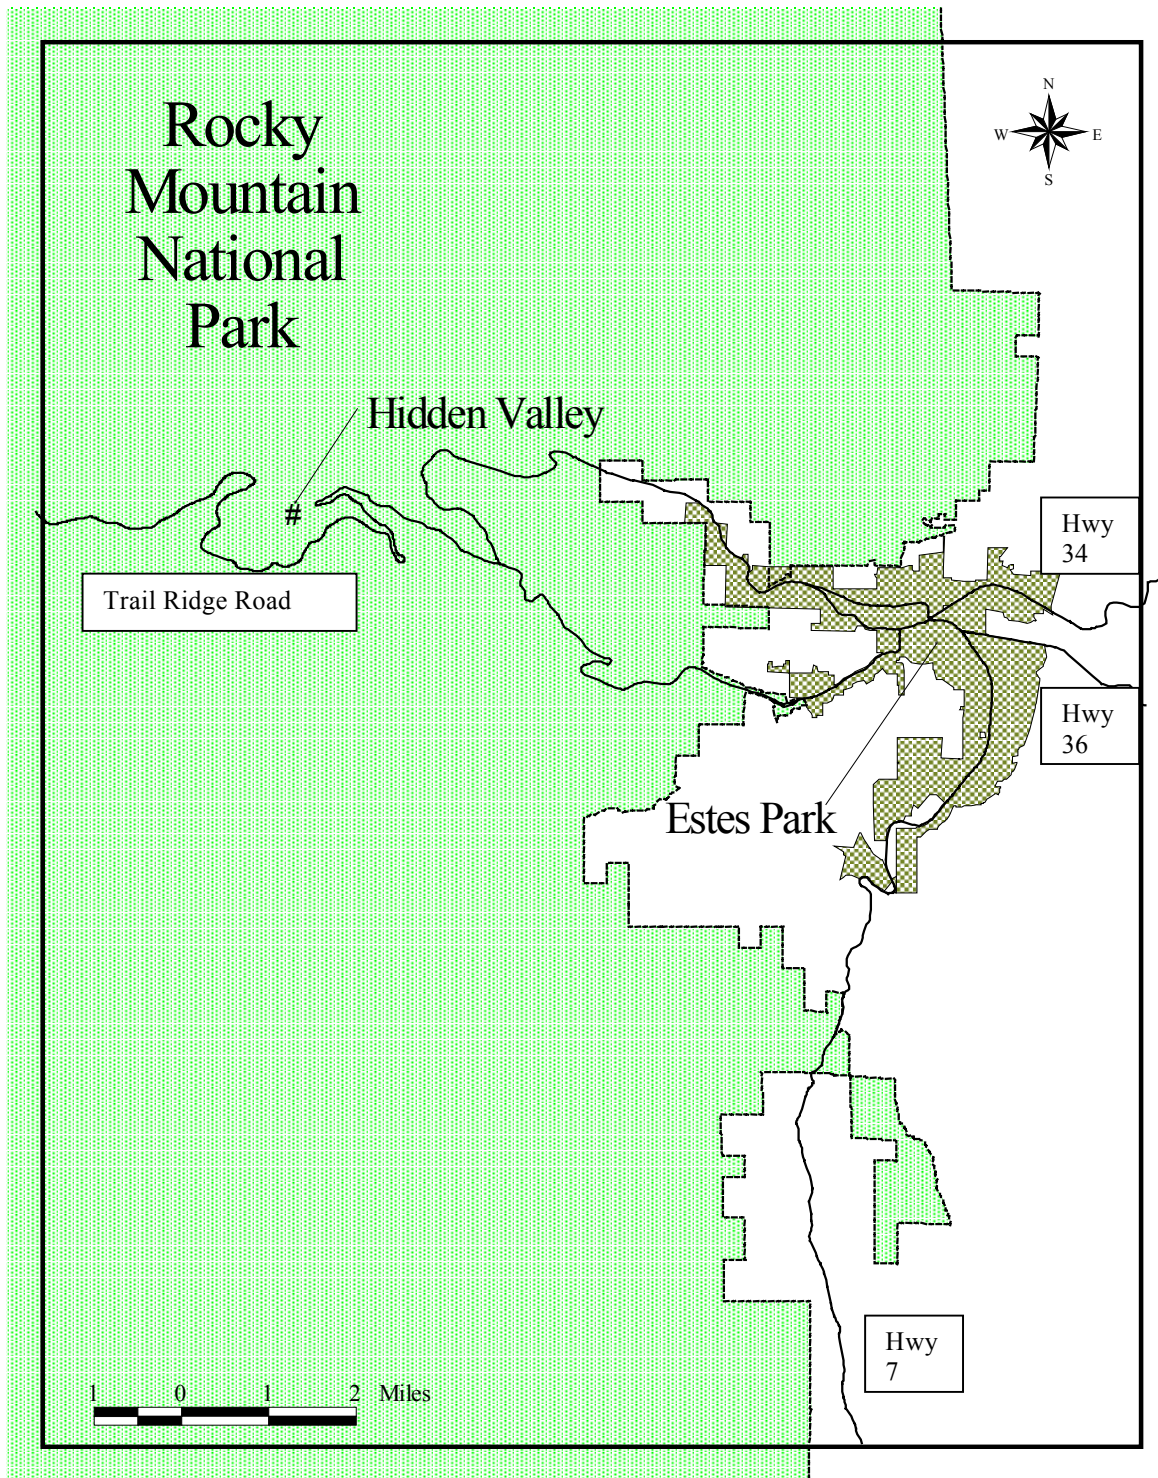 Rocky
Mountain
National
Park
N
W E
S
Hidden Valley
#
Hwy
34
Trail Ridge Road
Hwy
36
Estes Park
Hwy
7
1 0 1 2 Miles